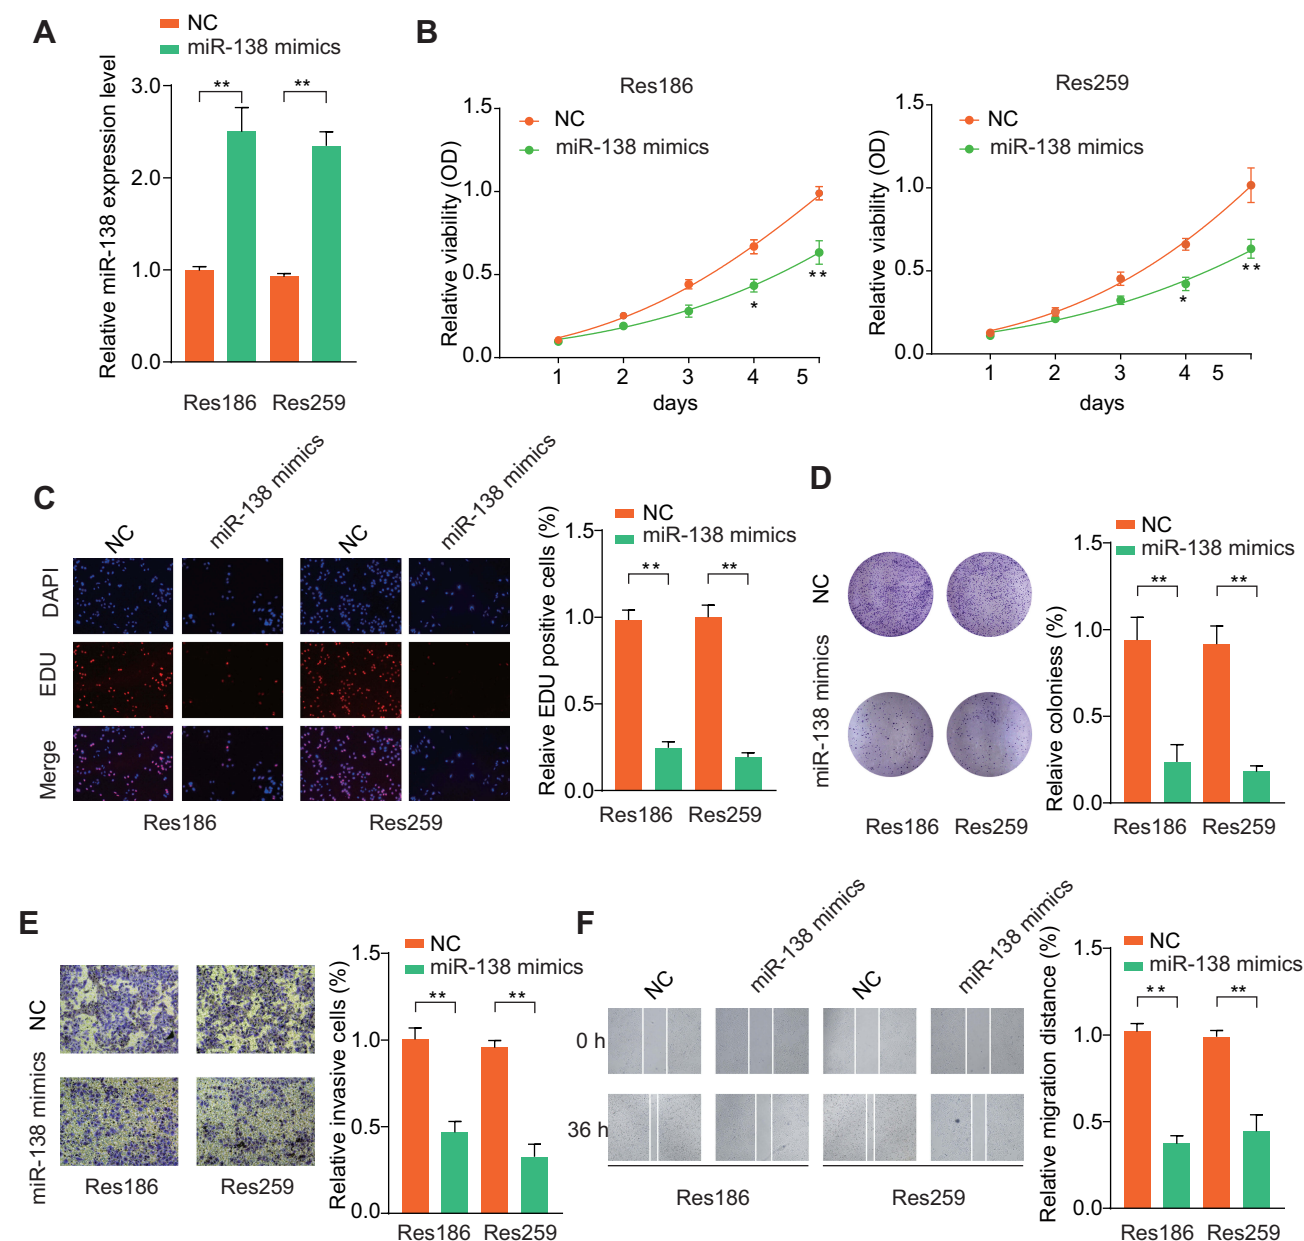 A
NC
miR-138 mimics
Relative miR-138 expression level
3.0
2.0
1.0
0.0
**
**
Res186
Res259
B
Res186
NC
miR-138 mimics
Relative viability (OD)
1.5
1.0
0.5
0.0
*
**
1
2
3
4
5
days
Res259
NC
miR-138 mimics
Relative viability (OD)
1.5
1.0
0.5
0.0
*
**
1
2
3
4
5
days
C
NC
miR-138 mimics
NC
miR-138 mimics
DAPI
EDU
Merge
Res186
Res259
NC
miR-138 mimics
Relaive EDU positive cells (%)
1.5
1.0
0.5
0.0
**
**
Res186
Res259
D
NC
miR-138 mimics
Res186
Res259
NC
miR-138 mimics
Relaive coloniess (%)
1.5
1.0
0.5
0.0
**
**
Res186
Res259
E
NC
miR-138 mimics
Res186
Res259
NC
miR-138 mimics
Relative invasive cells (%)
1.5
1.0
0.5
0.0
**
**
Res186
Res259
F
NC
miR-138 mimics
NC
miR-138 mimics
0 h
36 h
Res186
Res259
NC
miR-138 mimics
Relative migration distance (%)
1.5
1.0
0.5
0.0
**
**
Res186
Res259